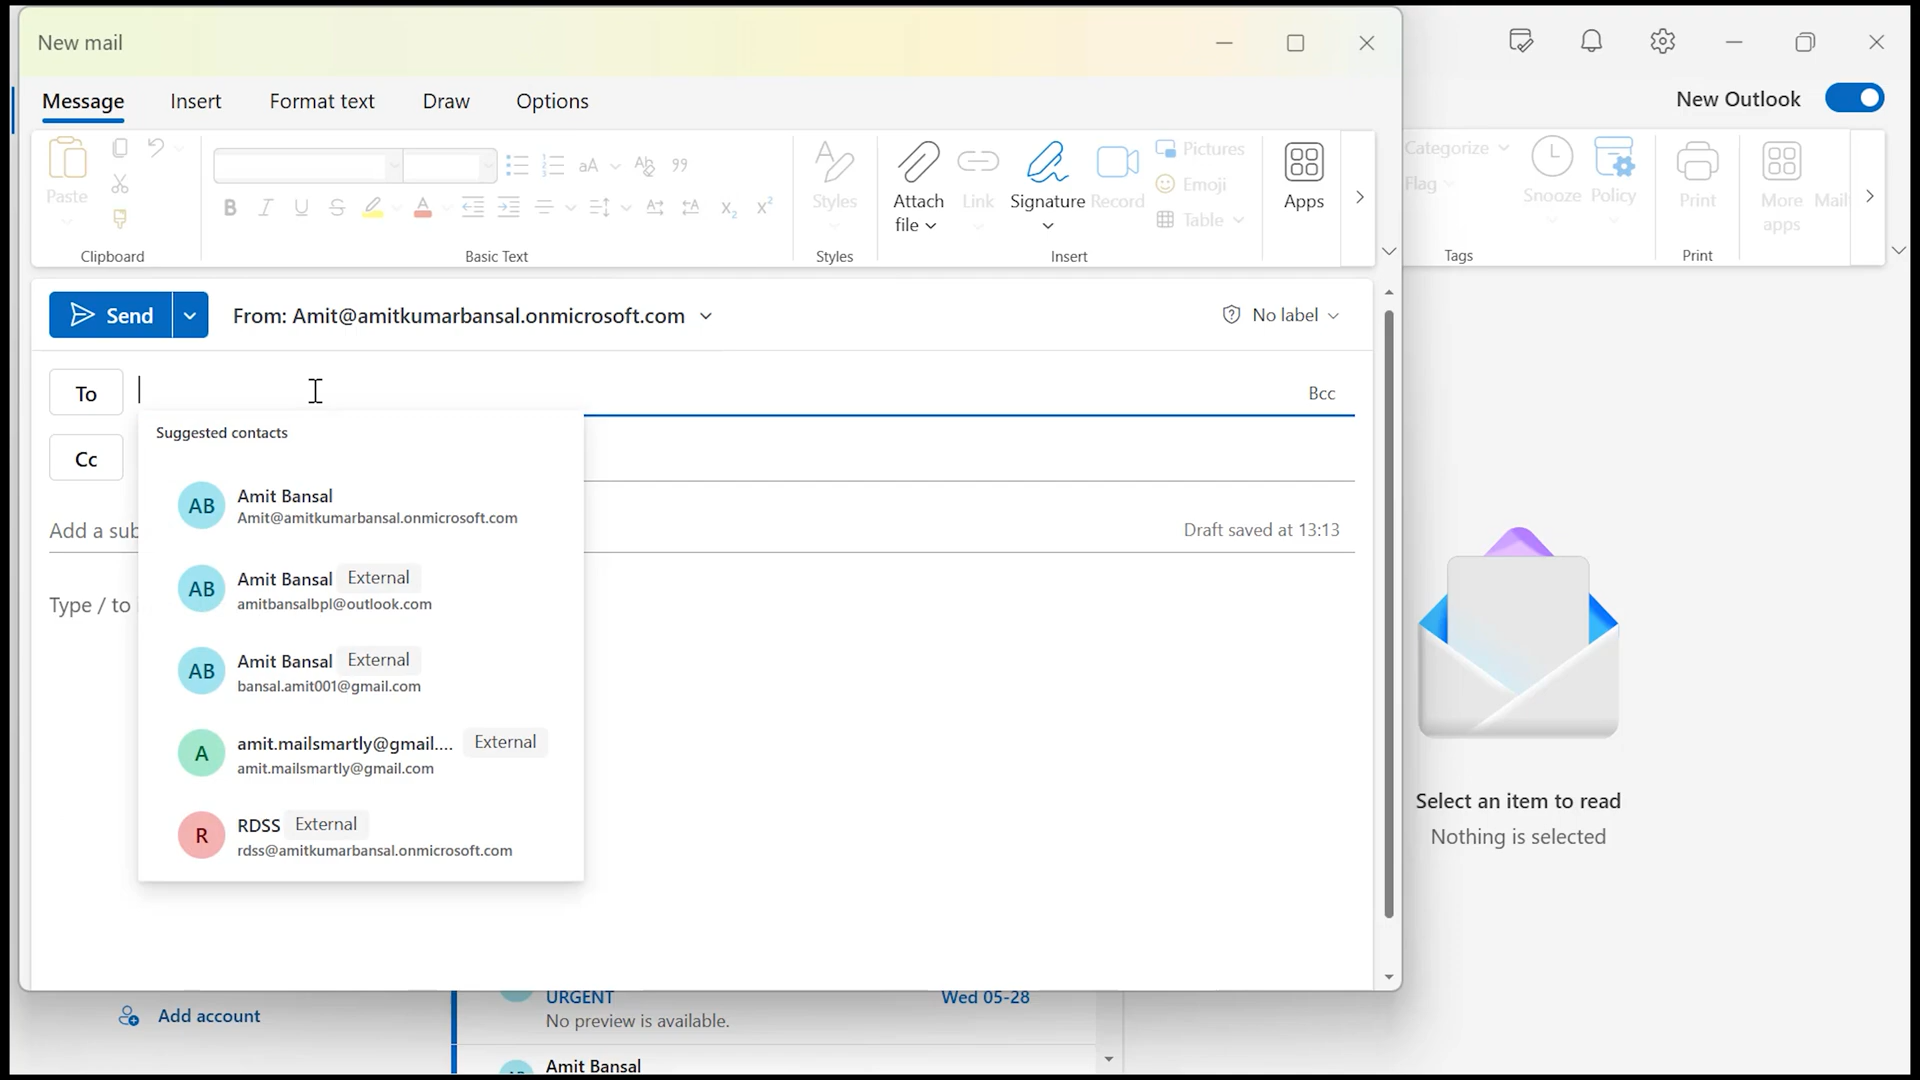 New mail
Message Insert Format text Draw Options
New Outlook
Paste
Clipboard
Basic Text
Styles
Styles
Attach file
Link
Signature
Record
Pictures
Emoji
Table
Insert
Apps
Categorize
Flag
Tags
Snooze
Policy
Print
Print
More apps
Mail
Send
From: Amit@amitkumarbansal.onmicrosoft.com
No label
To
Bcc
Cc
Suggested contacts
AB
Amit Bansal
Amit@amitkumarbansal.onmicrosoft.com
AB
Amit Bansal External
amitbansalbpl@outlook.com
AB
Amit Bansal External
bansal.amit001@gmail.com
A
amit.mailsmartly@gmail.... External
amit.mailsmartly@gmail.com
R
RDSS External
rdss@amitkumarbansal.onmicrosoft.com
Add a sub
Draft saved at 13:13
Type / to
Select an item to read
Nothing is selected
Add account
URGENT Wed 05-28
No preview is available.
Amit Bansal